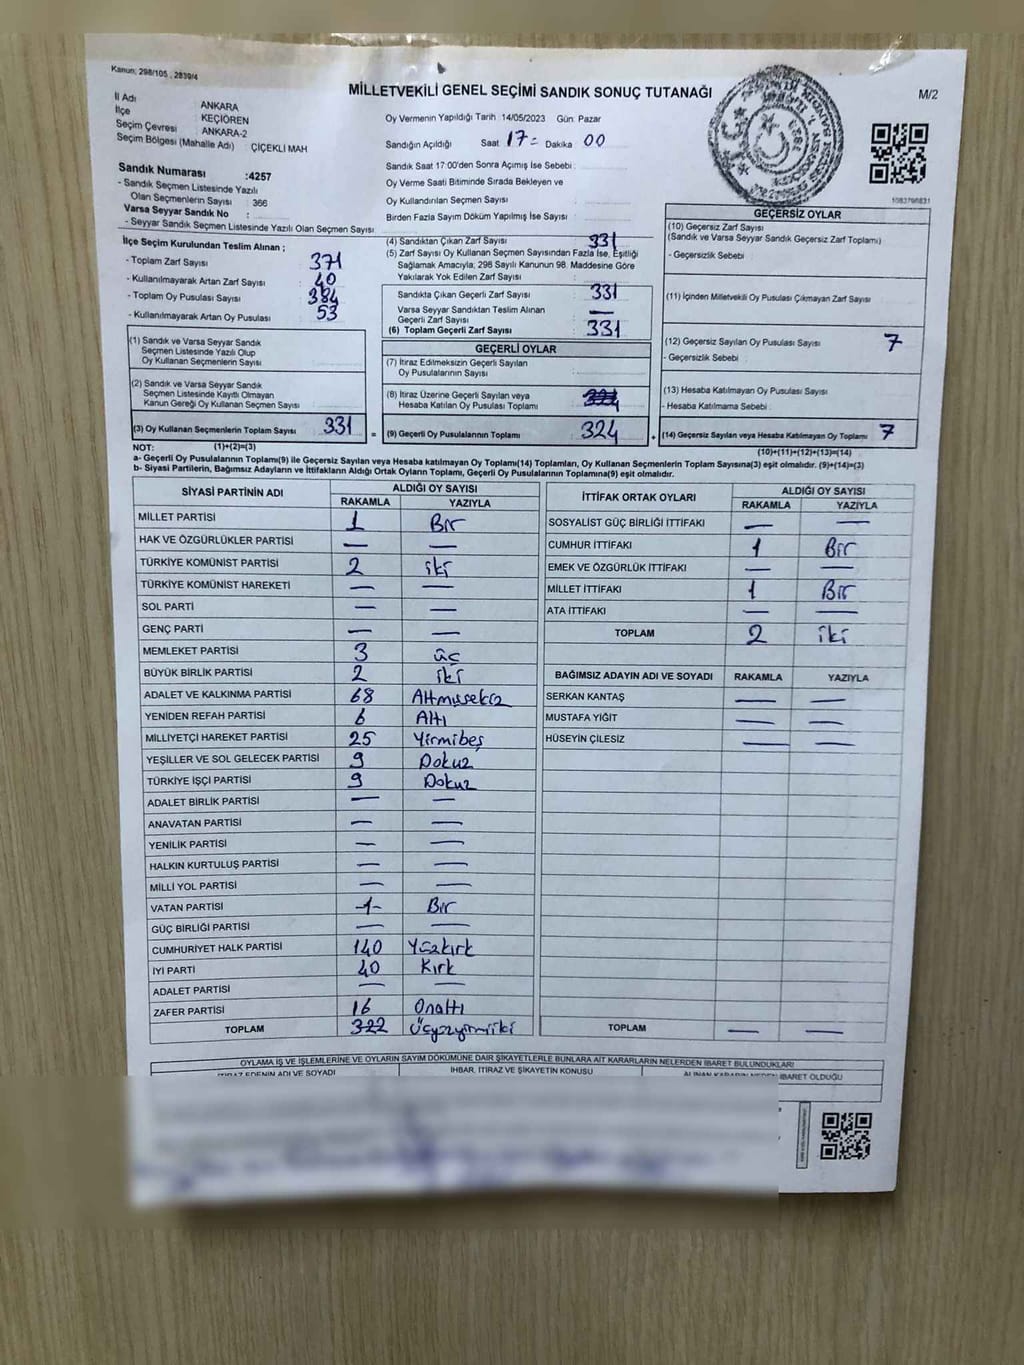 Kanun: 298/105, 2839/4
MİLLETVEKİLİ GENEL SEÇİMİ SANDIK SONUÇ TUTANAĞI
M/2
İl Adı ANKARA
İlçe KEÇİÖREN
Seçim Çevresi ANKARA-2
Seçim Bölgesi (Mahalle Adı) : ÇİÇEKLİ MAH
Sandık Numarası :4257
- Sandık Seçmen Listesinde Yazılı
Olan Seçmenlerin Sayısı : 366
Varsa Seyyar Sandık No :
- Seyyar Sandık Seçmen Listesinde Yazılı Olan Seçmen Sayısı
Oy Vermenin Yapıldığı Tarih 14/05/2023 Gün: Pazar
Sandığın Açıldığı Saat 17= Dakika 00
Sandık Saat 17:00'den Sonra Açımış İse Sebebi :
Oy Verme Saati Bitiminde Sırada Bekleyen ve
Oy Kullandırılan Seçmen Sayısı
Birden Fazla Sayım Döküm Yapılmış İse Sayısı :
1083796831
İlçe Seçim Kurulundan Teslim Alınan ;
- Toplam Zarf Sayısı : 371
- Kullanılmayarak Artan Zarf Sayısı : 40
- Toplam Oy Pusulası Sayısı : 384
- Kullanılmayarak Artan Oy Pusulası : 53
(1) Sandık ve Varsa Seyyar Sandık
Seçmen Listesinde Yazılı Olup
Oy Kullanan Seçmenlerin Sayısı
(2) Sandık ve Varsa Seyyar Sandık
Seçmen Listesinde Kayıtlı Olmayan
Kanun Gereği Oy Kullanan Seçmen Sayısı
(3) Oy Kullanan Seçmenlerin Toplam Sayısı 331
(4) Sandıktan Çıkan Zarf Sayısı 331
(5) Zarf Sayısı Oy Kullanan Seçmen Sayısından Fazla İse, Eşitliği
Sağlamak Amacıyla; 298 Sayılı Kanunun 98. Maddesine Göre
Yakılarak Yok Edilen Zarf Sayısı :
Sandıkta Çıkan Geçerli Zarf Sayısı : 331
Varsa Seyyar Sandıktan Teslim Alınan
Geçerli Zarf Sayısı : —
(6) Toplam Geçerli Zarf Sayısı : 331
GEÇERLİ OYLAR
(7) İtiraz Edilmeksizin Geçerli Sayılan
Oy Pusulalarının Sayısı :
(8) İtiraz Üzerine Geçerli Sayılan veya
Hesaba Katılan Oy Pusulası Toplamı : 324
= (9) Geçerli Oy Pusulalarının Toplamı : 324
GEÇERSİZ OYLAR
(10) Geçersiz Zarf Sayısı
(Sandık ve Varsa Seyyar Sandık Geçersiz Zarf Toplamı)
- Geçersizlik Sebebi
(11) İçinden Milletvekili Oy Pusulası Çıkmayan Zarf Sayısı
(12) Geçersiz Sayılan Oy Pusulası Sayısı 7
- Geçersizlik Sebebi
(13) Hesaba Katılmayan Oy Pusulası Sayısı
- Hesaba Katılmama Sebebi
+ (14) Geçersiz Sayılan veya Hesaba Katılmayan Oy Toplamı 7
NOT: (1)+(2)=(3) (10)+(11)+(12)+(13)=(14)
a- Geçerli Oy Pusulalarının Toplamı(9) ile Geçersiz Sayılan veya Hesaba katılmayan Oy Toplamı(14) Toplamları, Oy Kullanan Seçmenlerin Toplam Sayısına(3) eşit olmalıdır. (9)+(14)=(3)
b- Siyasi Partilerin, Bağımsız Adayların ve İttifakların Aldığı Ortak Oyların Toplamı, Geçerli Oy Pusulalarının Toplamına(9) eşit olmalıdır.
SİYASİ PARTİNİN ADI ALDIĞI OY SAYISI
RAKAMLA YAZIYLA
MİLLET PARTİSİ 1 Bir
HAK VE ÖZGÜRLÜKLER PARTİSİ — —
TÜRKİYE KOMÜNİST PARTİSİ 2 iki
TÜRKİYE KOMÜNİST HAREKETİ — —
SOL PARTİ — —
GENÇ PARTİ — —
MEMLEKET PARTİSİ 3 üç
BÜYÜK BİRLİK PARTİSİ 2 iki
ADALET VE KALKINMA PARTİSİ 68 Altmışsekiz
YENİDEN REFAH PARTİSİ 6 Altı
MİLLİYETÇİ HAREKET PARTİSİ 25 Yirmibeş
YEŞİLLER VE SOL GELECEK PARTİSİ 9 Dokuz
TÜRKİYE İŞÇİ PARTİSİ 9 Dokuz
ADALET BİRLİK PARTİSİ — —
ANAVATAN PARTİSİ — —
YENİLİK PARTİSİ — —
HALKIN KURTULUŞ PARTİSİ — —
MİLLİ YOL PARTİSİ — —
VATAN PARTİSİ -1- Bir
GÜÇ BİRLİĞİ PARTİSİ — —
CUMHURİYET HALK PARTİSİ 140 Yüzkırk
İYİ PARTİ 40 Kırk
ADALET PARTİSİ — —
ZAFER PARTİSİ 16 Onaltı
TOPLAM 322 Üçyüzyirmiiki
İTTİFAK ORTAK OYLARI ALDIĞI OY SAYISI
RAKAMLA YAZIYLA
SOSYALİST GÜÇ BİRLİĞİ İTTİFAKI — —
CUMHUR İTTİFAKI 1 Bir
EMEK VE ÖZGÜRLÜK İTTİFAKI — —
MİLLET İTTİFAKI 1 Bir
ATA İTTİFAKI — —
TOPLAM 2 iki
BAĞIMSIZ ADAYIN ADI VE SOYADI RAKAMLA YAZIYLA
SERKAN KANTAŞ — —
MUSTAFA YİĞİT — —
HÜSEYİN ÇİLESİZ — —
TOPLAM — —
OYLAMA İŞ VE İŞLEMLERİNE VE OYLARIN SAYIM DÖKÜMÜNE DAİR ŞİKAYETLERLE BUNLARA AİT KARARLARIN NELERDEN İBARET BULUNDUKLARI
İTİRAZ EDENİN ADI VE SOYADI İHBAR, İTİRAZ VE ŞİKAYETİN KONUSU ALINAN KARARIN NEDEN İBARET OLDUĞU